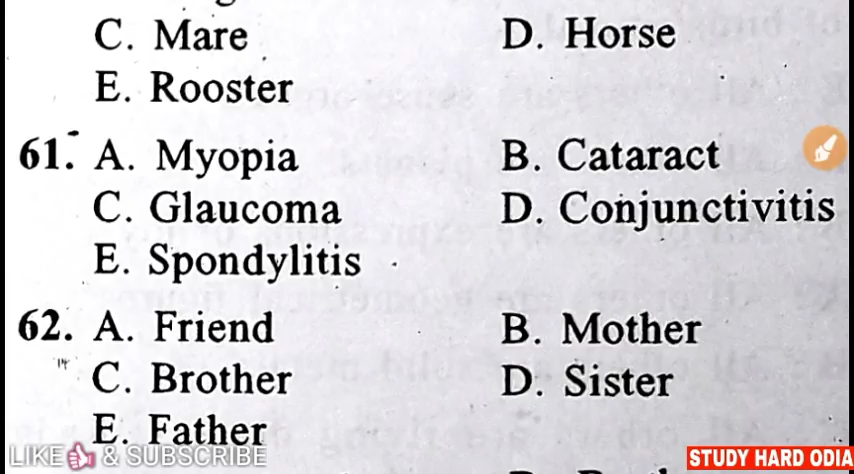 C. Mare D. Horse
E. Rooster
61. A. Myopia B. Cataract
C. Glaucoma D. Conjunctivitis
E. Spondylitis
62. A. Friend B. Mother
C. Brother D. Sister
E. Father
LIKE & SUBSCRIBE STUDY HARD ODIA